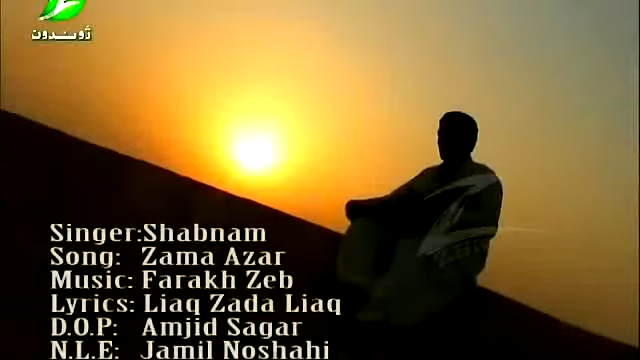 ژوندون
Singer:Shabnam
Song: Zama Azar
Music: Farakh Zeb
Lyrics: Liaq Zada Liaq
D.O.P: Amjid Sagar
N.L.E: Jamil Noshahi